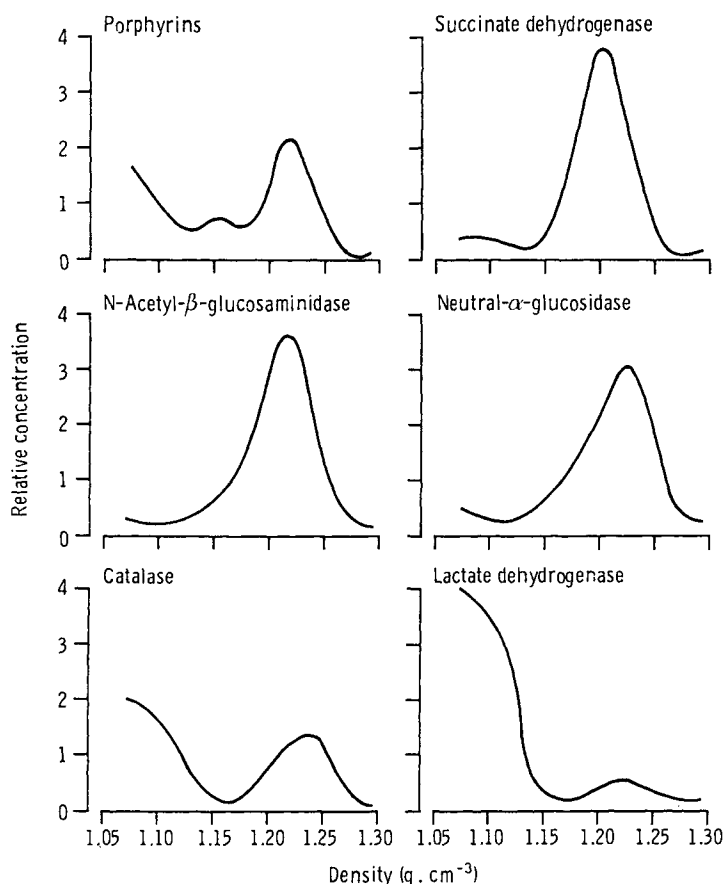 Porphyrins
Succinate dehydrogenase
4
3
2
1
0
N-Acetyl-β-glucosaminidase
Neutral-α-glucosidase
4
3
2
1
0
Relative concentration
Catalase
Lactate dehydrogenase
4
3
2
1
0
1.05 1.10 1.15 1.20 1.25 1.30
1.05 1.10 1.15 1.20 1.25 1.30
Density (g. cm⁻³)